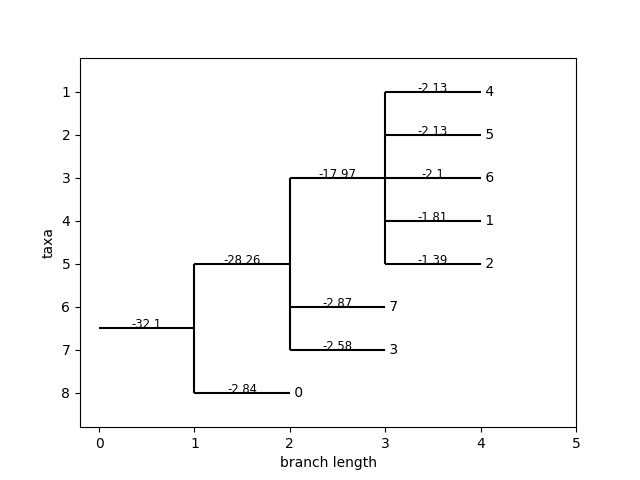 1 -2.13 4
2 -2.13 5
3 -17.97 -2.1 6
4 -1.81 1
5 -28.26 -1.39 2
6 -2.87 7
-32.1
7 -2.58 3
8 -2.84 0
taxa
0 1 2 3 4 5
branch length